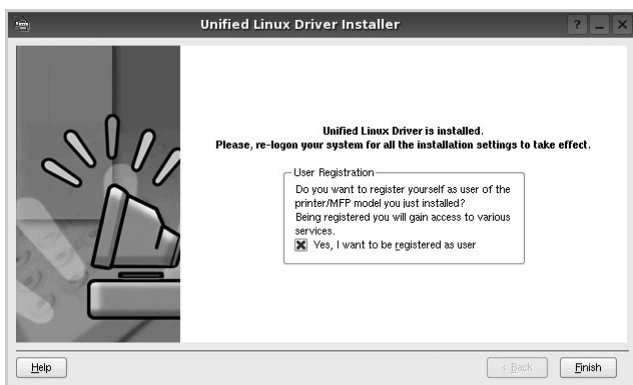 Unified Linux Driver Installer
Unified Linux Driver is installed.
Please, re-logon your system for all the installation settings to take effect.
User Registration
Do you want to register yourself as user of the
printer/MFP model you just installed?
Being registered you will gain access to various
services.
Yes, I want to be registered as user
Help
< Back
Finish